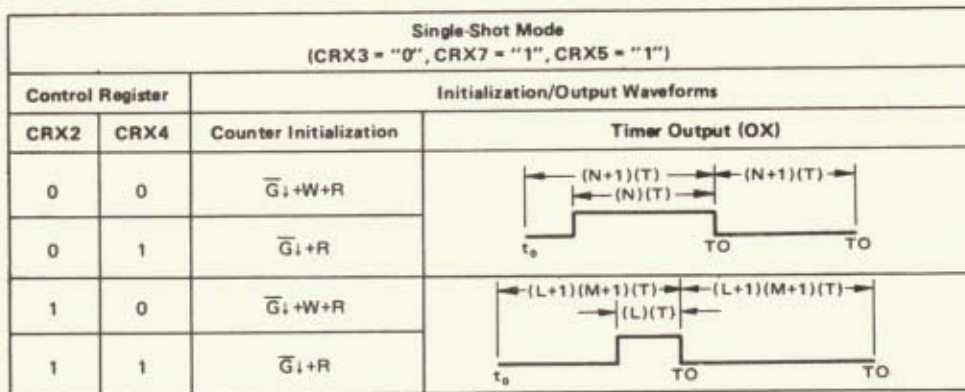 Single-Shot Mode
(CRX3 = "0", CRX7 = "1", CRX5 = "1")
Control Register
Initialization/Output Waveforms
CRX2
CRX4
Counter Initialization
Timer Output (OX)
0
0
G̅↓+W+R
(N+1)(T)
(N+1)(T)
(N)(T)
t₀
TO
TO
0
1
G̅↓+R
1
0
G̅↓+W+R
(L+1)(M+1)(T)
(L+1)(M+1)(T)
(L)(T)
t₀
TO
TO
1
1
G̅↓+R